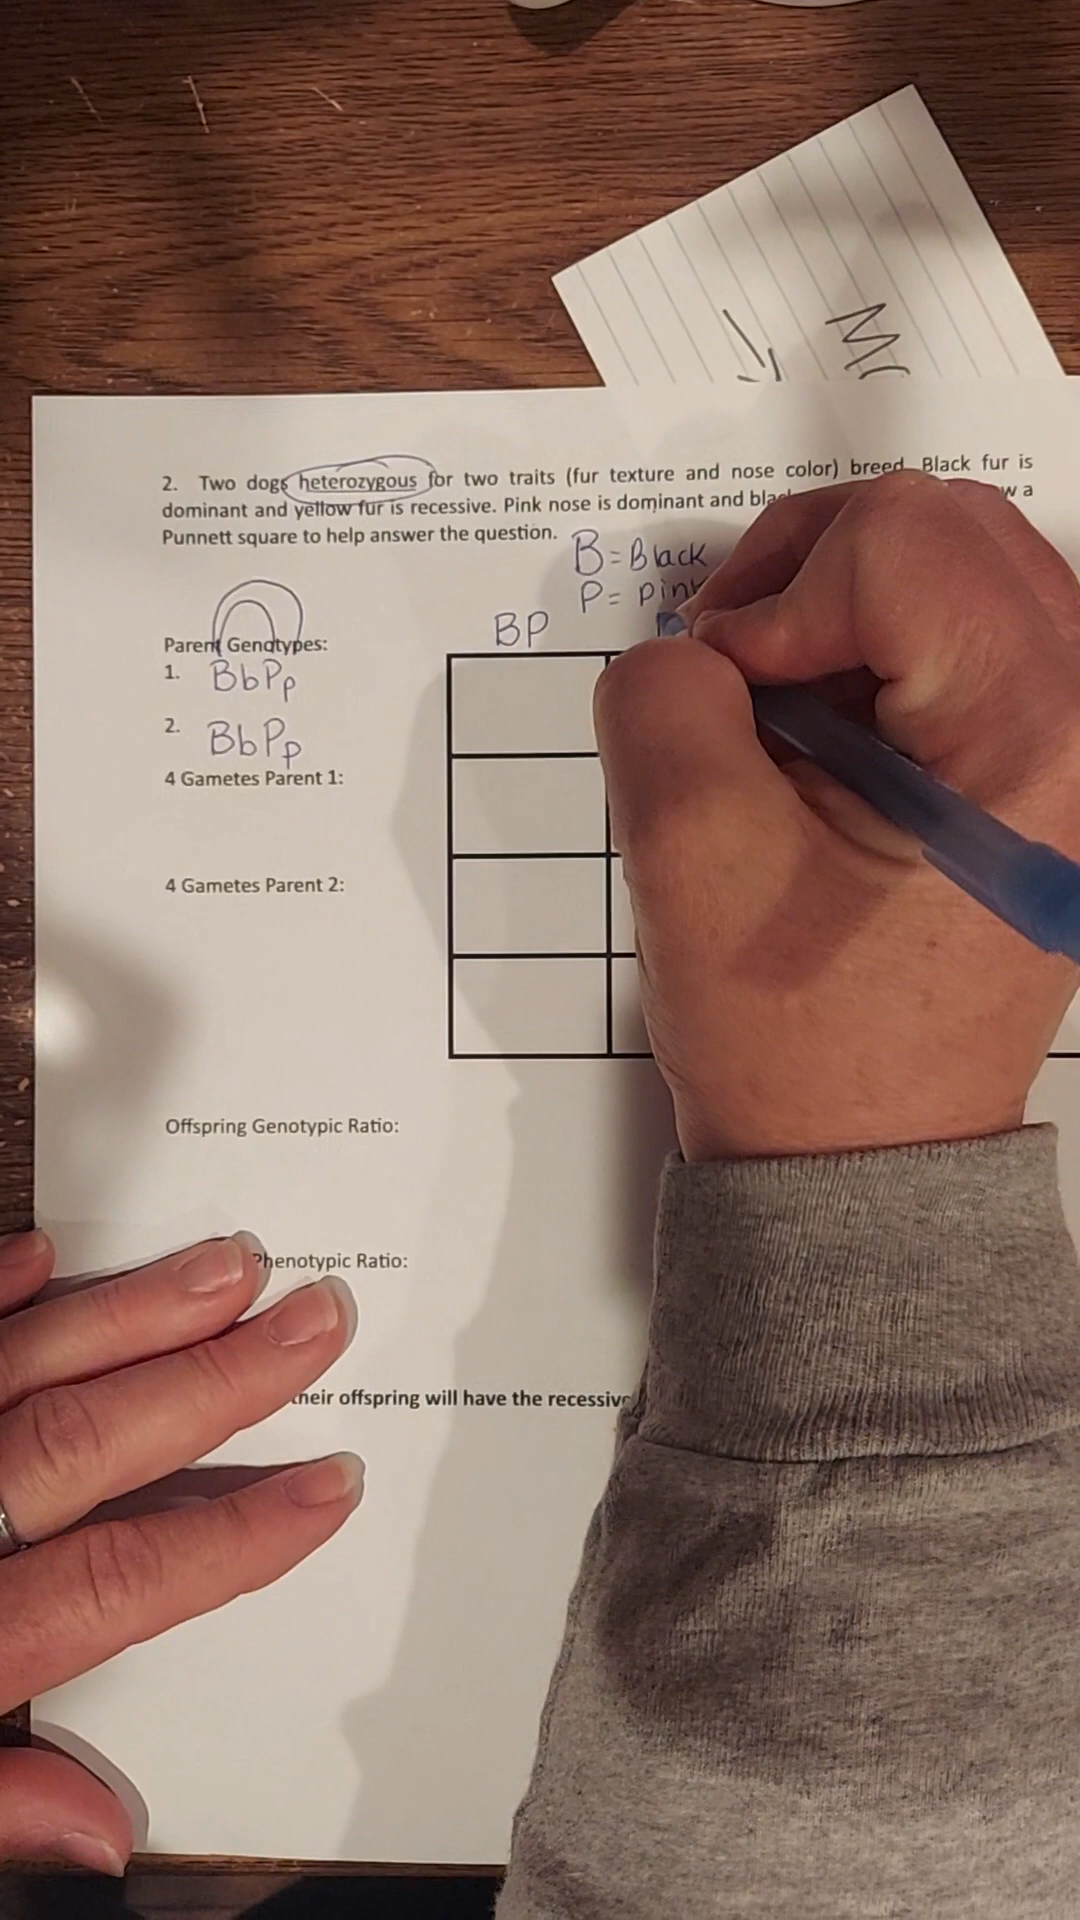 2. Two dogs heterozygous for two traits (fur texture and nose color) breed. Black fur is
dominant and yellow fur is recessive. Pink nose is dominant and w a
Punnett square to help answer the question.
B=Black
P= pink
BP
Parent Genotypes:
1. BbPp
2. BbPp
4 Gametes Parent 1:
4 Gametes Parent 2:
Offspring Genotypic Ratio:
Phenotypic Ratio:
their offspring will have the recessive